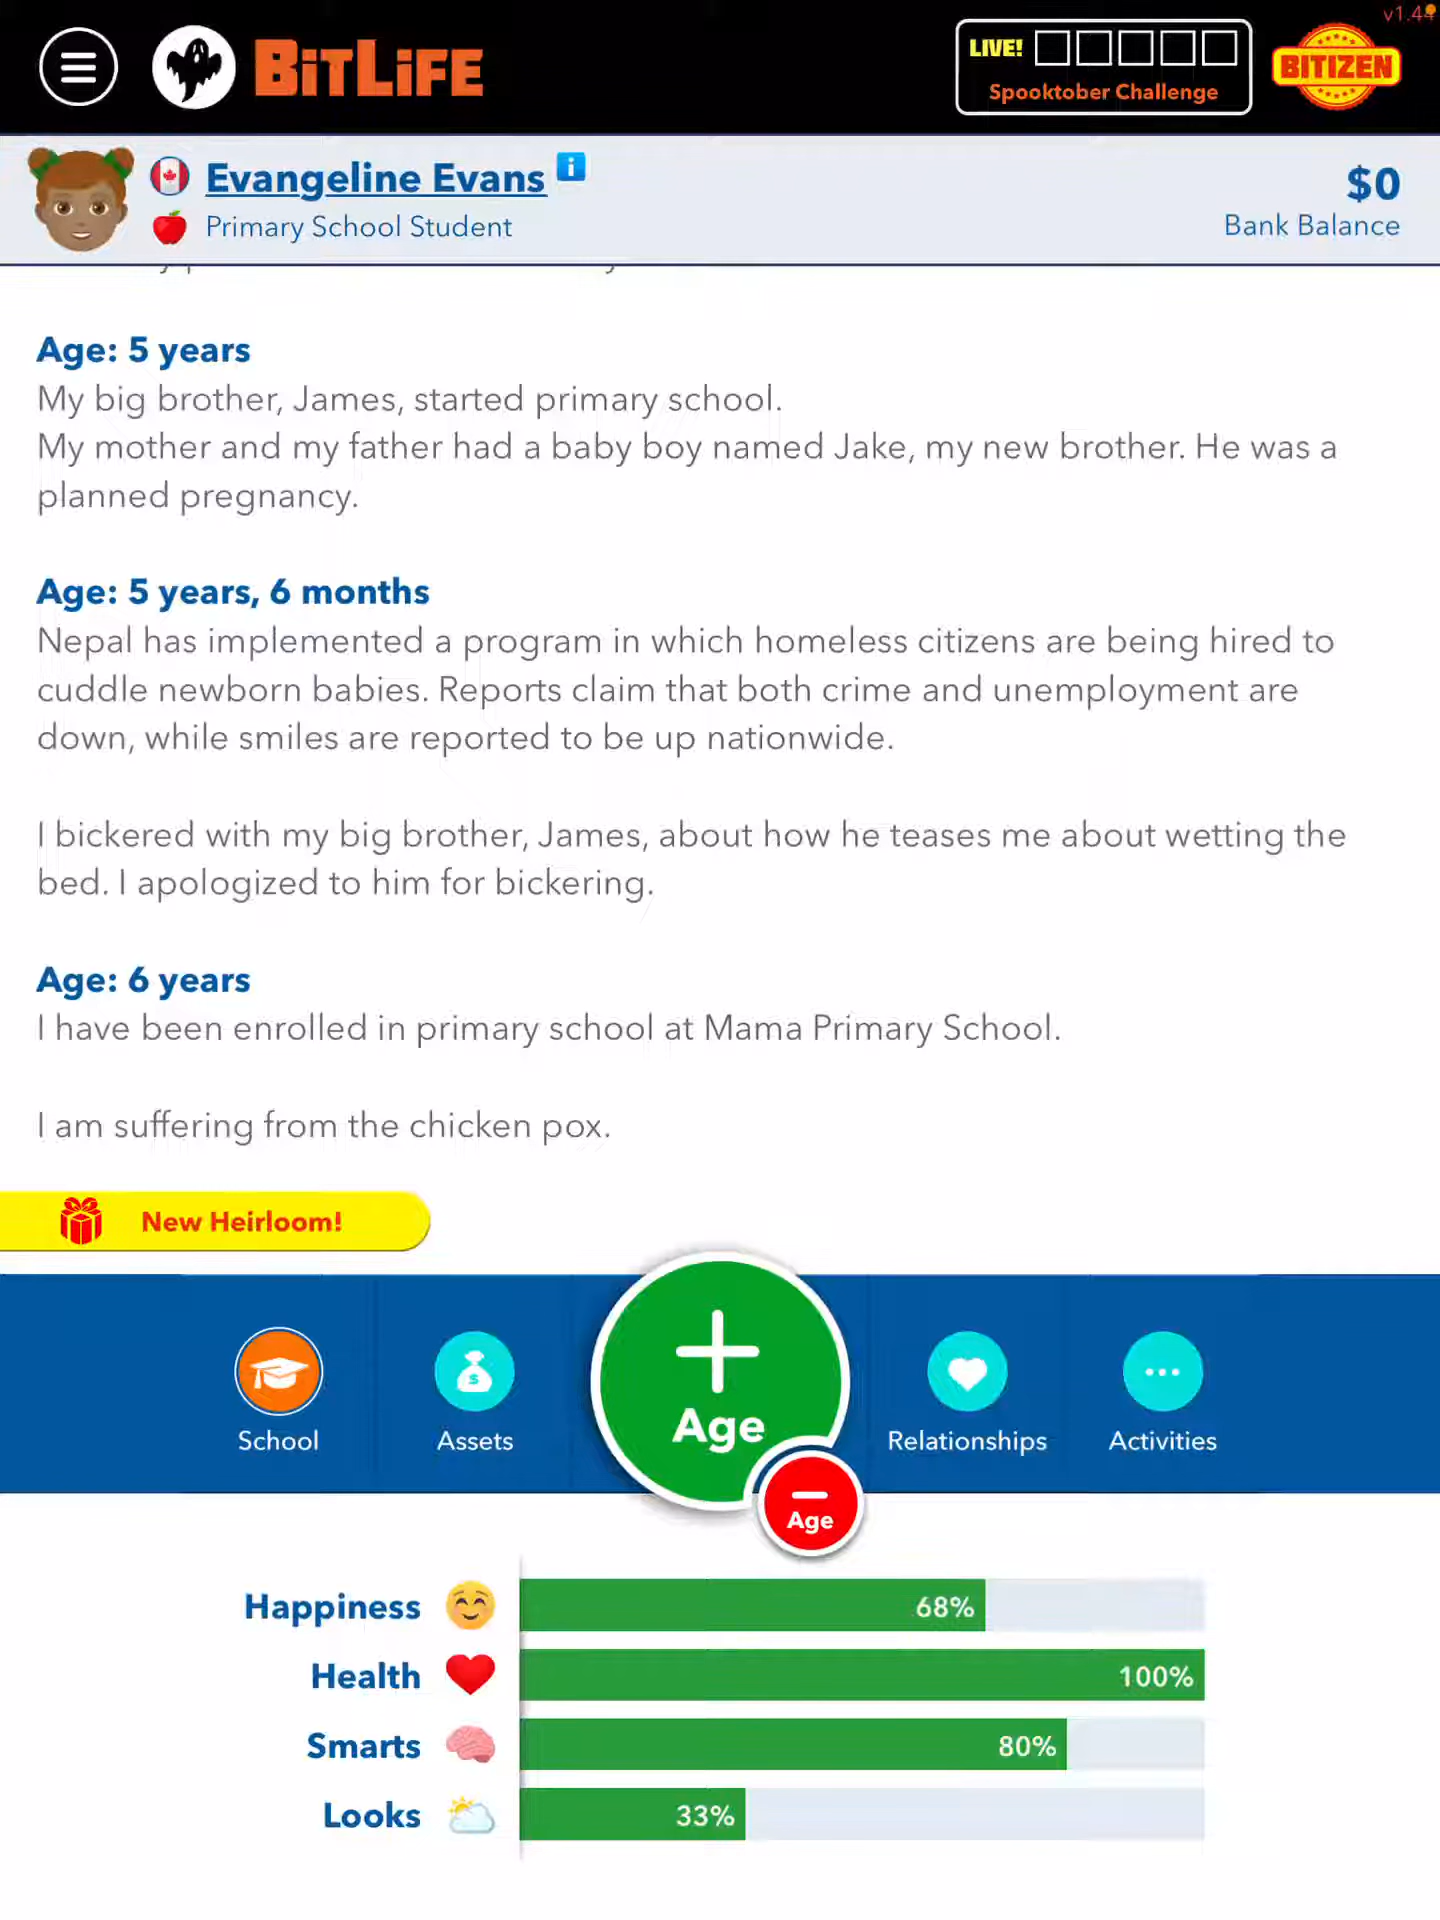 v1.44
BiTLiFE
LIVE!
Spooktober Challenge
BITIZEN
Evangeline Evans i
$0
Primary School Student
Bank Balance
Age: 5 years
My big brother, James, started primary school.
My mother and my father had a baby boy named Jake, my new brother. He was a
planned pregnancy.
Age: 5 years, 6 months
Nepal has implemented a program in which homeless citizens are being hired to
cuddle newborn babies. Reports claim that both crime and unemployment are
down, while smiles are reported to be up nationwide.
I bickered with my big brother, James, about how he teases me about wetting the
bed. I apologized to him for bickering.
Age: 6 years
I have been enrolled in primary school at Mama Primary School.
I am suffering from the chicken pox.
New Heirloom!
Age
School
Assets
Relationships
Activities
Age
Happiness 68%
Health 100%
Smarts 80%
Looks 33%